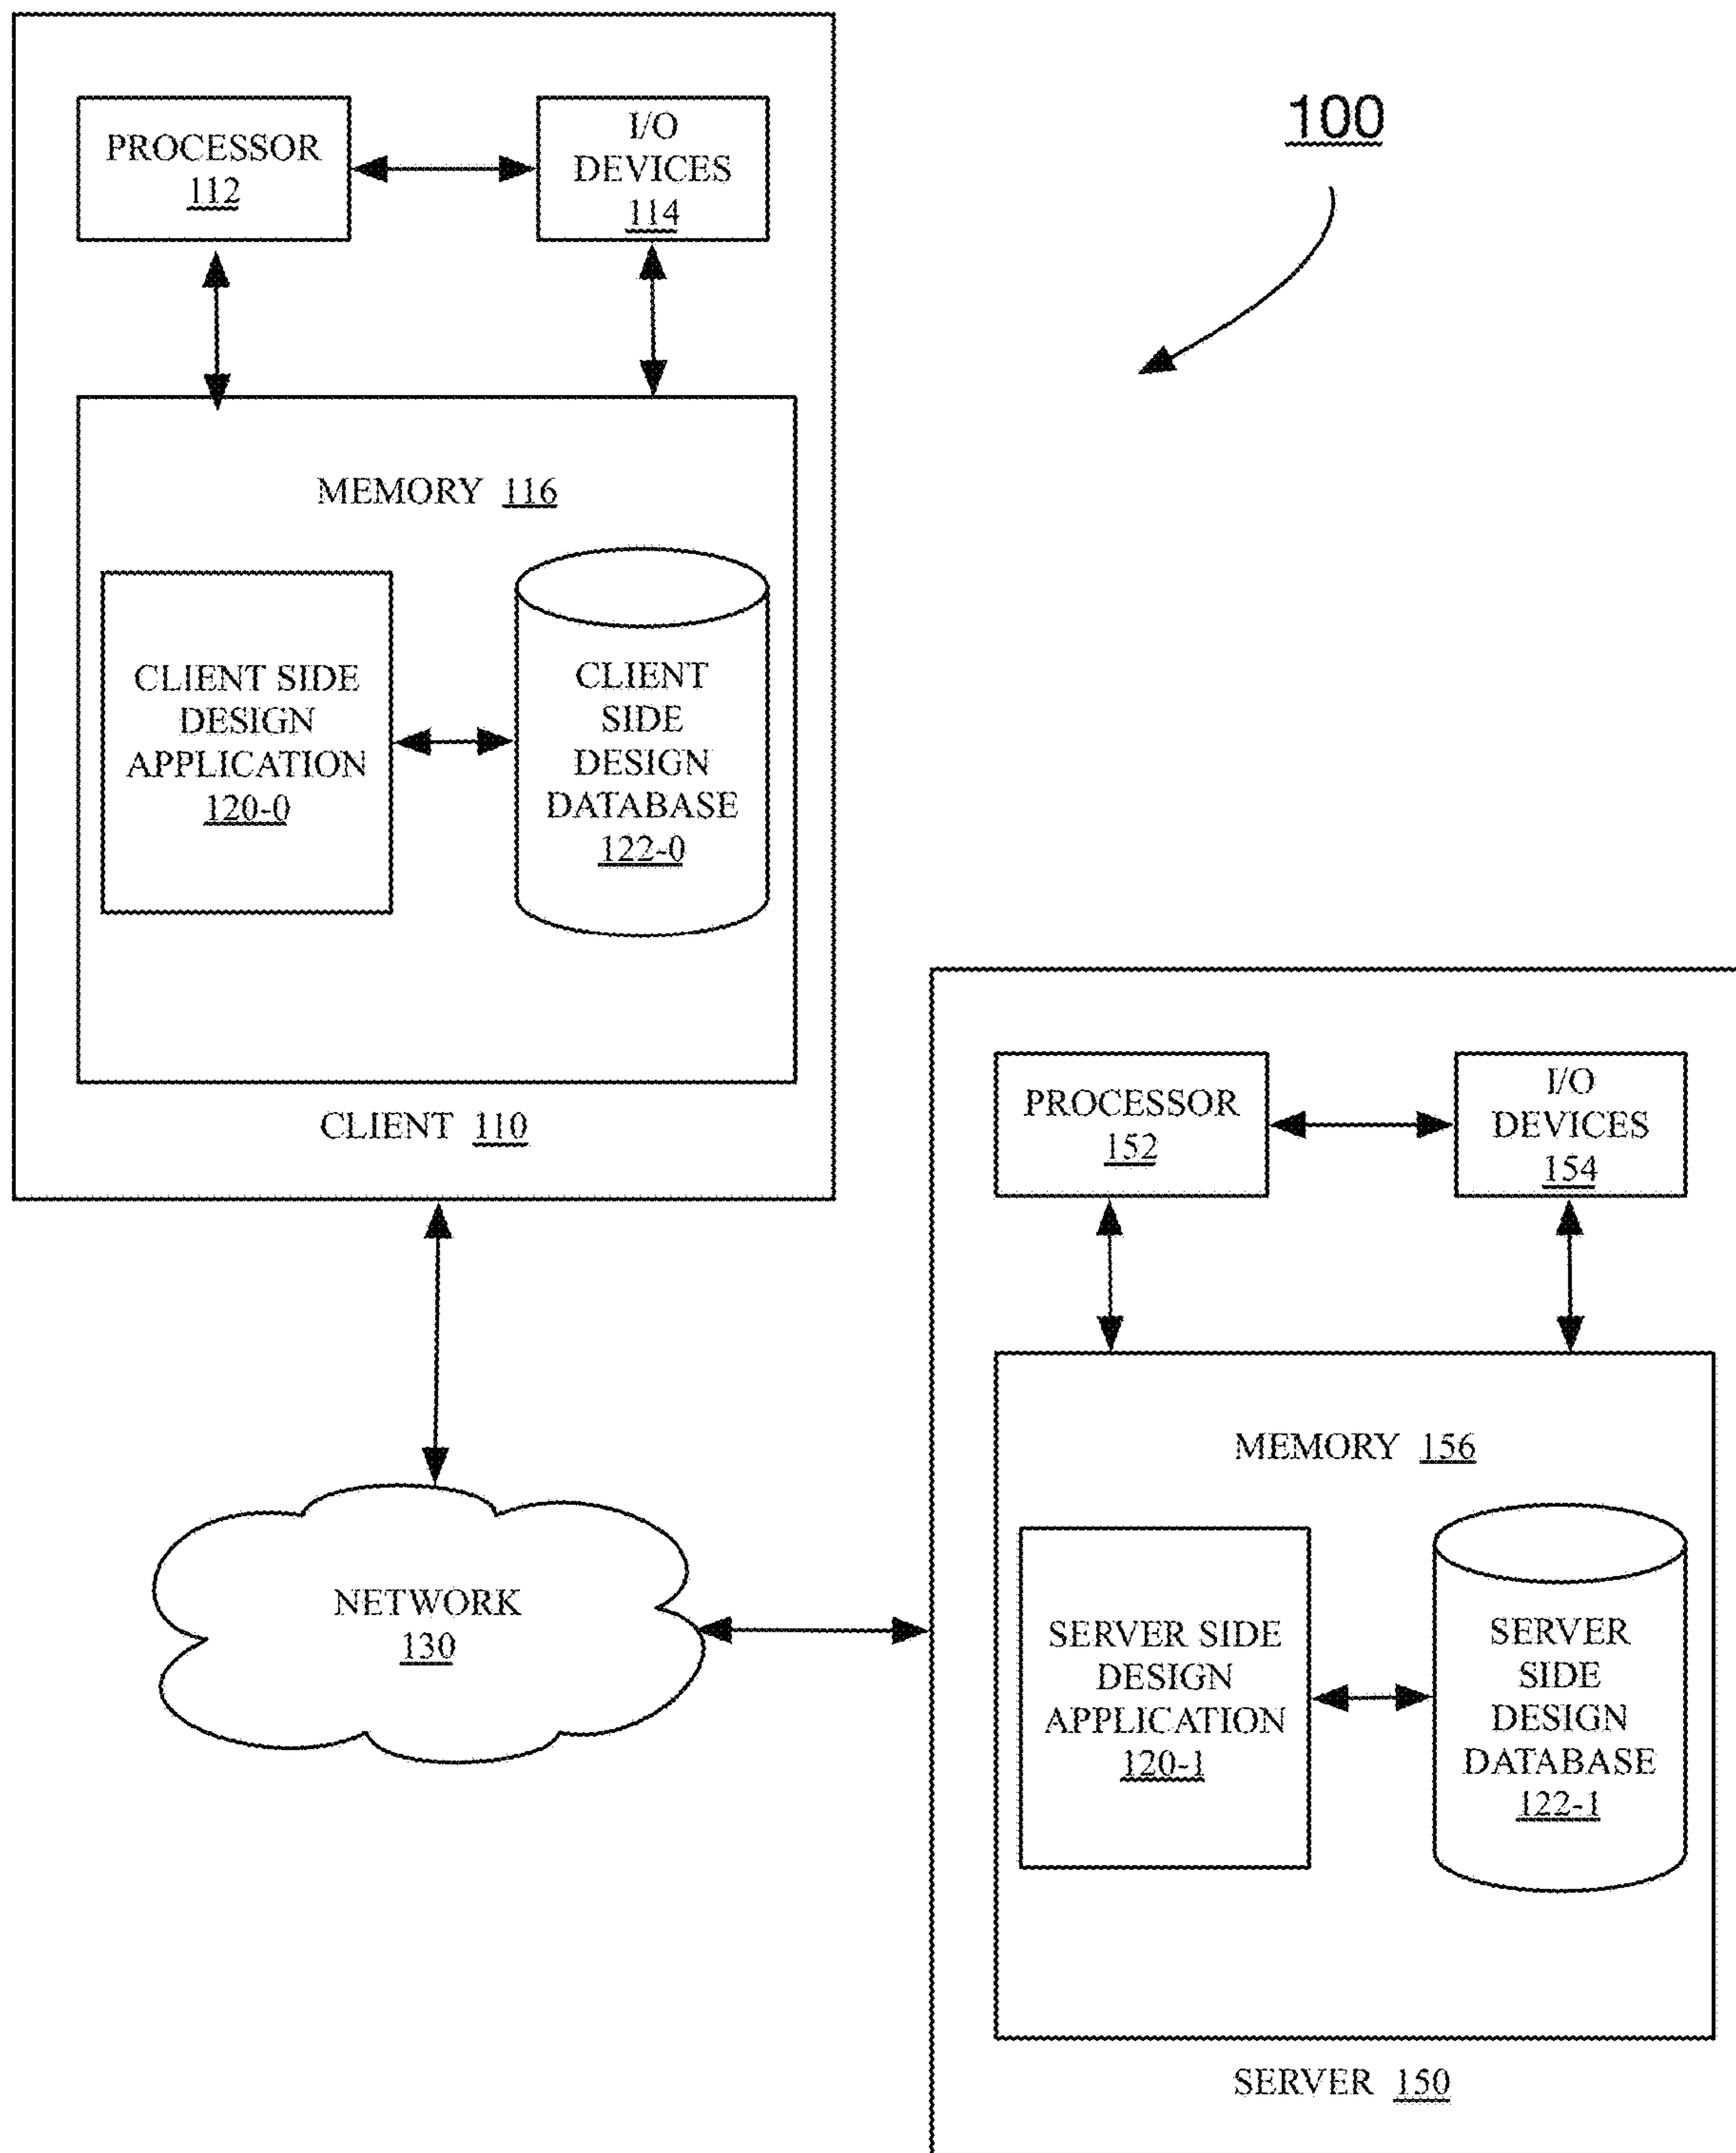 100
PROCESSOR
112
I/O
DEVICES
114
MEMORY 116
CLIENT SIDE
DESIGN
APPLICATION
120-0
CLIENT
SIDE
DESIGN
DATABASE
122-0
CLIENT 110
NETWORK
130
PROCESSOR
152
I/O
DEVICES
154
MEMORY 156
SERVER SIDE
DESIGN
APPLICATION
120-1
SERVER
SIDE
DESIGN
DATABASE
122-1
SERVER 150